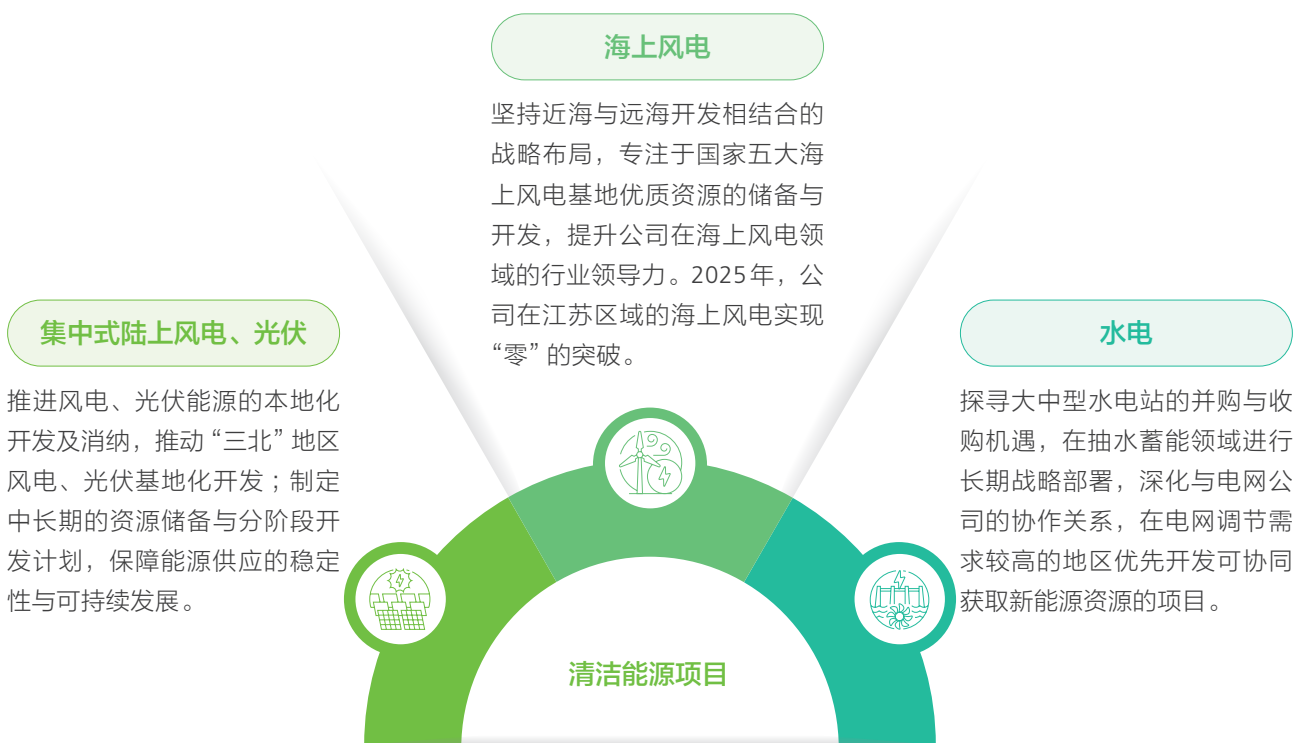 海上风电
坚持近海与远海开发相结合的
战略布局，专注于国家五大海
上风电基地优质资源的储备与
开发，提升公司在海上风电领
域的行业领导力。2025年，公
司在江苏区域的海上风电实现
“零”的突破。
集中式陆上风电、光伏
推进风电、光伏能源的本地化
开发及消纳，推动“三北”地区
风电、光伏基地化开发；制定
中长期的资源储备与分阶段开
发计划，保障能源供应的稳定
性与可持续发展。
水电
探寻大中型水电站的并购与收
购机遇，在抽水蓄能领域进行
长期战略部署，深化与电网公
司的协作关系，在电网调节需
求较高的地区优先开发可协同
获取新能源资源的项目。
清洁能源项目